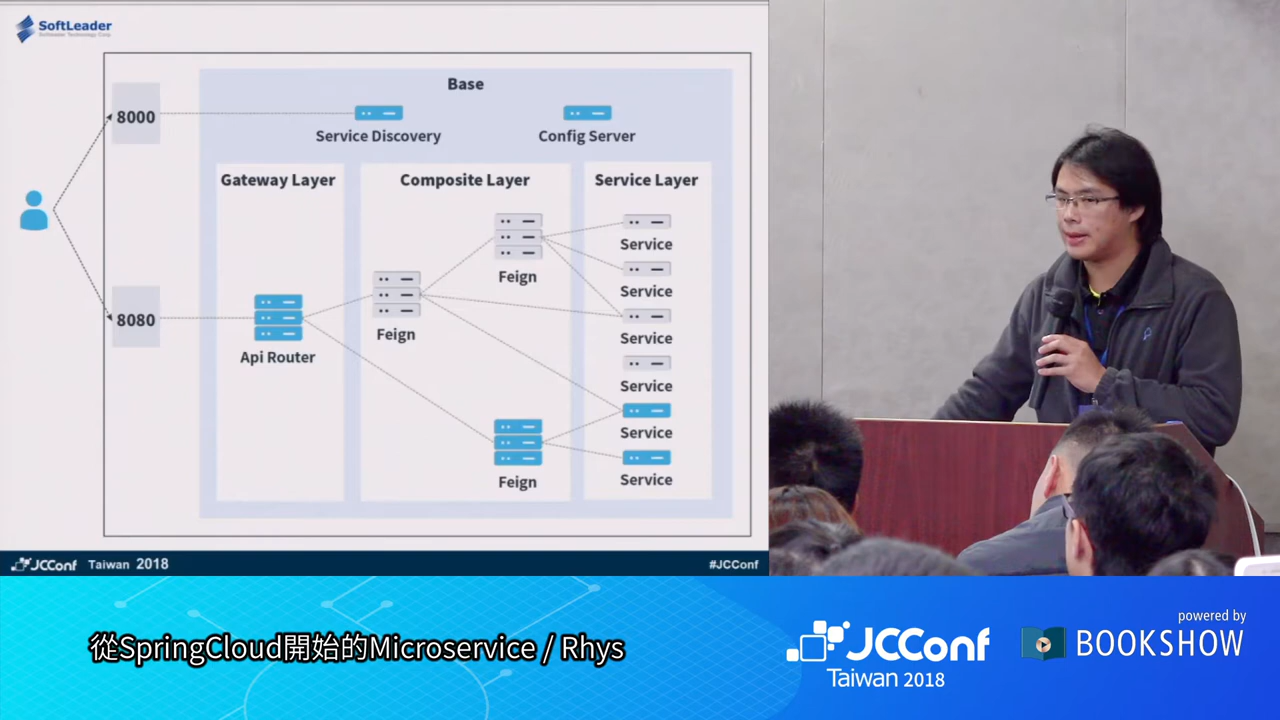 SoftLeader
Softleader Technology Corp.
Base
8000
Service Discovery
Config Server
Gateway Layer
Composite Layer
Service Layer
Service
Feign
Service
8080
Feign
Service
Api Router
Service
Service
Feign
Service
JCConf Taiwan 2018
#JCConf
從SpringCloud開始的Microservice / Rhys
JCConf
Taiwan 2018
powered by
BOOKSHOW